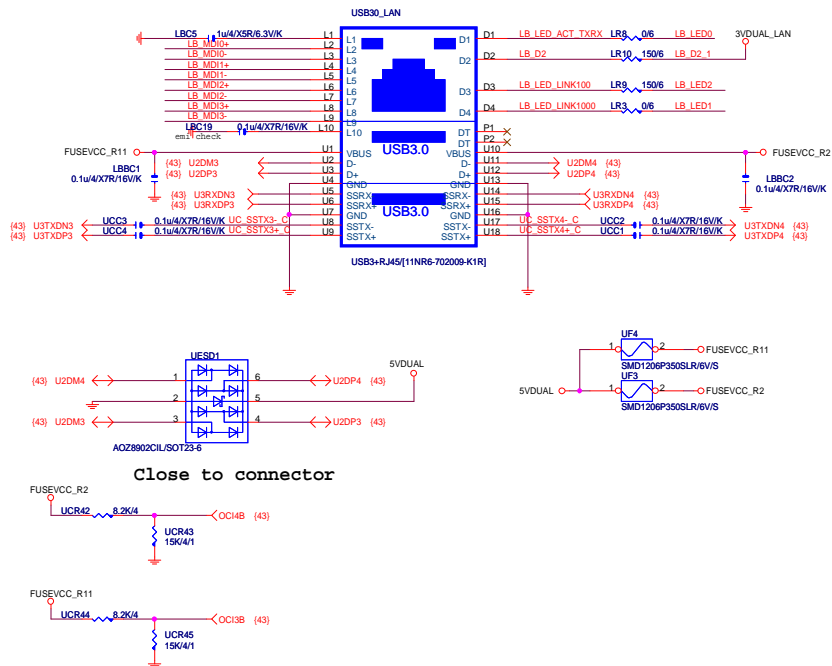 USB30_LAN
LBC5 1u/4/X5R/6.3V/K L1 L1 D1 D1 LB_LED_ACT_TXRX LR8 0/6 LB_LED0 3VDUAL_LAN
LB_MDI0+ L2 L2
LB_MDI0- L3 L3 D2 D2 LB_D2 LR10 150/6 LB_D2_1
LB_MDI1+ L4 L4
LB_MDI1- L5 L5
LB_MDI2+ L6 L6 D3 D3 LB_LED_LINK100 LR9 150/6 LB_LED2
LB_MDI2- L7 L7
LB_MDI3+ L8 L8 D4 D4 LB_LED_LINK1000 LR3 0/6 LB_LED1
LB_MDI3- L9 L9
LBC19 0.1u/4/X7R/16V/K L10 L10 DT P1
emi check USB3.0 DT P2
FUSEVCC_R11 U1 VBUS VBUS U10 FUSEVCC_R2
{43} U2DM3 U2 D- D- U11 U2DM4 {43}
LBBC1 {43} U2DP3 U3 D+ D+ U12 U2DP4 {43} LBBC2
0.1u/4/X7R/16V/K U4 GND GND U13 0.1u/4/X7R/16V/K
{43} U3RXDN3 U5 SSRX- SSRX- U14 U3RXDN4 {43}
{43} U3RXDP3 U6 SSRX+ USB3.0 SSRX+ U15 U3RXDP4 {43}
U7 GND GND U16
{43} U3TXDN3 UCC3 0.1u/4/X7R/16V/K UC_SSTX3-_C U8 SSTX- SSTX- U17 UC_SSTX4-_C UCC2 0.1u/4/X7R/16V/K U3TXDN4 {43}
{43} U3TXDP3 UCC4 0.1u/4/X7R/16V/K UC_SSTX3+_C U9 SSTX+ SSTX+ U18 UC_SSTX4+_C UCC1 0.1u/4/X7R/16V/K U3TXDP4 {43}
USB3+RJ45/[11NR6-702009-K1R]
UESD1
{43} U2DM4 1 6 U2DP4 {43} 5VDUAL
2 5
{43} U2DM3 3 4 U2DP3 {43}
AOZ8902CIL/SOT23-6
UF4
1 2 FUSEVCC_R11
SMD1206P350SLR/6V/S
UF3
5VDUAL 1 2 FUSEVCC_R2
SMD1206P350SLR/6V/S
Close to connector
FUSEVCC_R2
UCR42 8.2K/4 OCI4B {43}
UCR43
15K/4/1
FUSEVCC_R11
UCR44 8.2K/4 OCI3B {43}
UCR45
15K/4/1